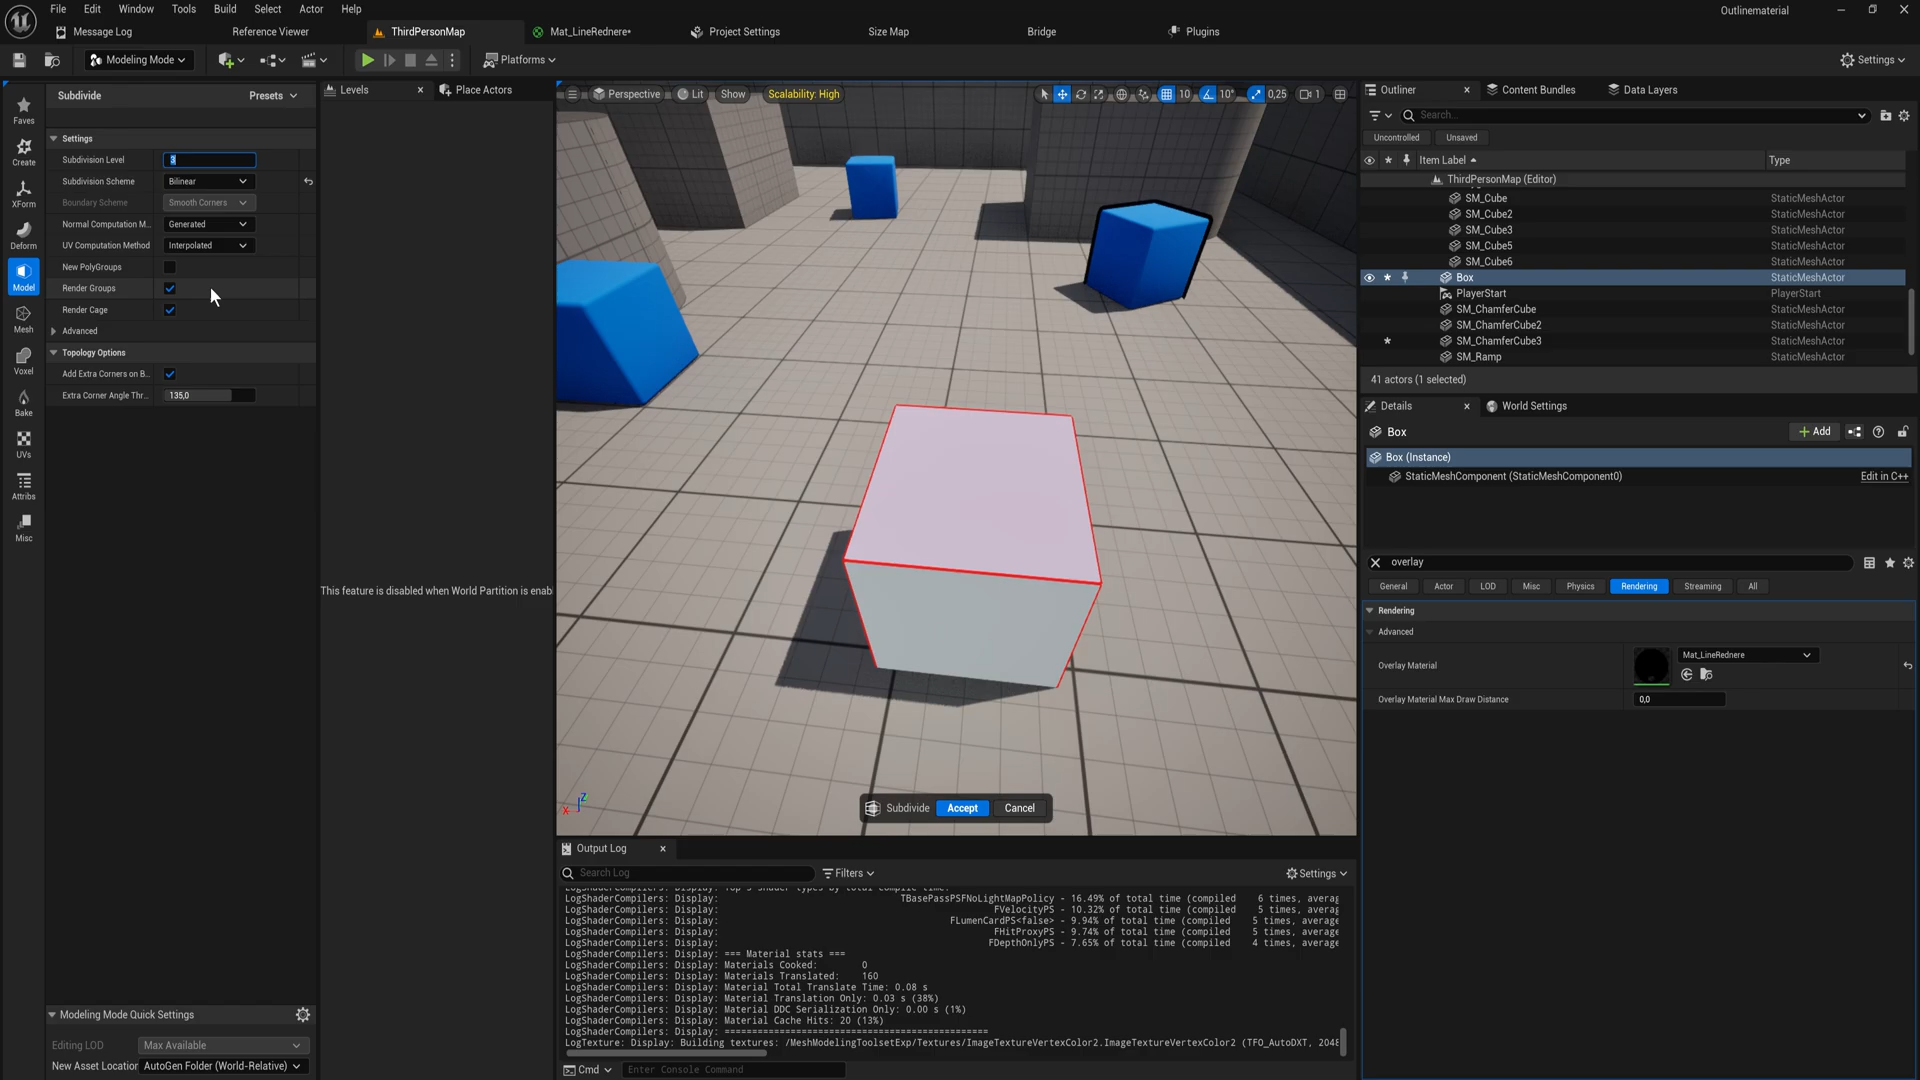 File Edit Window Tools Build Select Actor Help
Outlinematerial
Message Log
Reference Viewer
ThirdPersonMap
Mat_LineRednere*
Project Settings
Size Map
Bridge
Plugins
Modeling Mode
Platforms
Settings
Subdivide
Presets
Faves
Create
XForm
Deform
Model
Mesh
Voxel
Bake
UVs
Attribs
Misc
Settings
Subdivision Level 3
Subdivision Scheme Bilinear
Boundary Scheme Smooth Corners
Normal Computation M... Generated
UV Computation Method Interpolated
New PolyGroups
Render Groups
Render Cage
Advanced
Topology Options
Add Extra Corners on B...
Extra Corner Angle Thr... 135,0
Modeling Mode Quick Settings
Editing LOD Max Available
New Asset Location AutoGen Folder (World-Relative)
Levels
Place Actors
This feature is disabled when World Partition is enab
Perspective Lit Show Scalability: High
10 10° 0,25 1
X Z
Subdivide Accept Cancel
Output Log
Search Log
Filters
Settings
LogShaderCompilers: Display: Top 5 shader types by total compile time:
LogShaderCompilers: Display: TBasePassPSFNoLightMapPolicy - 16.49% of total time (compiled 6 times, averag
LogShaderCompilers: Display: FVelocityPS - 10.32% of total time (compiled 5 times, averag
LogShaderCompilers: Display: FLumenCardPS<false> - 9.94% of total time (compiled 5 times, average
LogShaderCompilers: Display: FHitProxyPS - 9.74% of total time (compiled 5 times, average
LogShaderCompilers: Display: FDepthOnlyPS - 7.65% of total time (compiled 4 times, average
LogShaderCompilers: Display: === Material stats ===
LogShaderCompilers: Display: Materials Cooked: 0
LogShaderCompilers: Display: Materials Translated: 160
LogShaderCompilers: Display: Material Total Translate Time: 0.08 s
LogShaderCompilers: Display: Material Translation Only: 0.03 s (38%)
LogShaderCompilers: Display: Material DDC Serialization Only: 0.00 s (1%)
LogShaderCompilers: Display: Material Cache Hits: 20 (13%)
LogShaderCompilers: Display: ================================================
LogTexture: Display: Building textures: /MeshModelingToolsetExp/Textures/ImageTextureVertexColor2.ImageTextureVertexColor2 (TFO_AutoDXT, 2048
Cmd
Enter Console Command
Outliner
Content Bundles
Data Layers
Search...
Uncontrolled Unsaved
Item Label Type
ThirdPersonMap (Editor)
SM_Cube StaticMeshActor
SM_Cube2 StaticMeshActor
SM_Cube3 StaticMeshActor
SM_Cube5 StaticMeshActor
SM_Cube6 StaticMeshActor
Box StaticMeshActor
PlayerStart PlayerStart
SM_ChamferCube StaticMeshActor
SM_ChamferCube2 StaticMeshActor
SM_ChamferCube3 StaticMeshActor
SM_Ramp StaticMeshActor
41 actors (1 selected)
Details
World Settings
Box
Add
Box (Instance)
StaticMeshComponent (StaticMeshComponent0)
Edit in C++
overlay
General Actor LOD Misc Physics Rendering Streaming All
Rendering
Advanced
Overlay Material Mat_LineRednere
Overlay Material Max Draw Distance 0,0